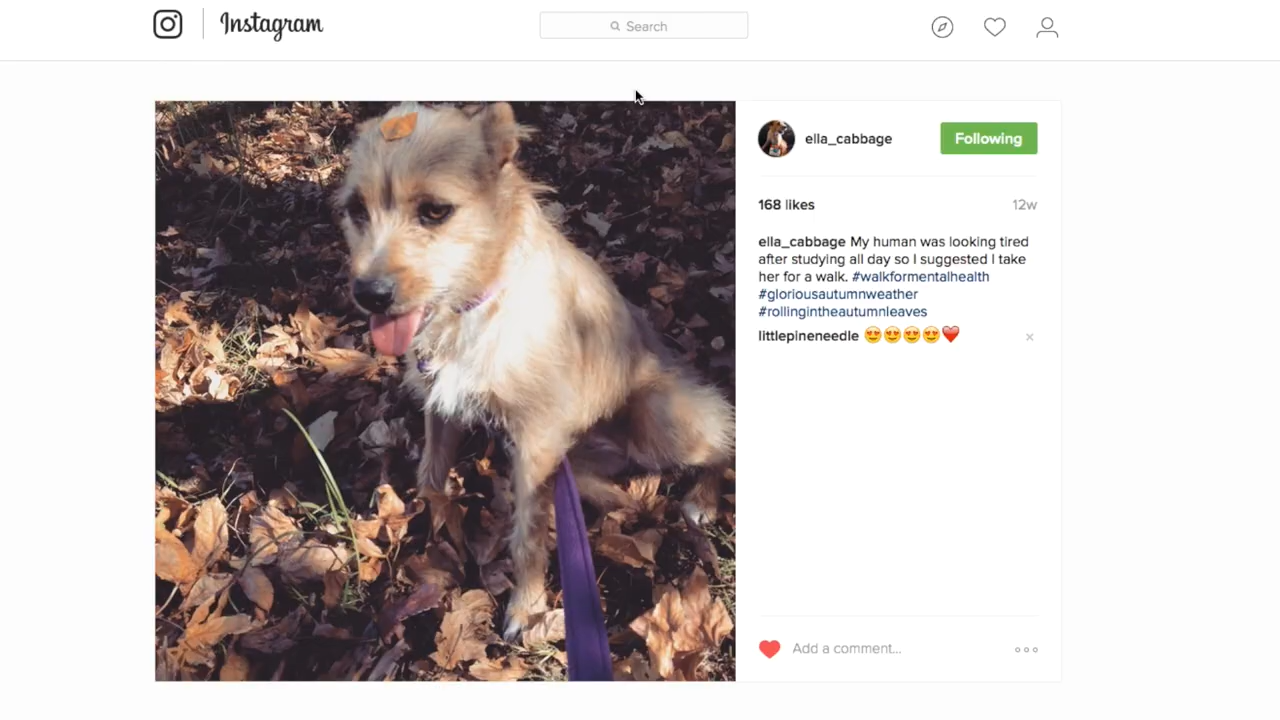 Instagram
Search
ella_cabbage
Following
168 likes
12w
ella_cabbage My human was looking tired
after studying all day so I suggested I take
her for a walk. #walkformentalhealth
#gloriousautumnweather
#rollingintheautumnleaves
littlepineneedle 😍😍😍😍❤️
Add a comment...